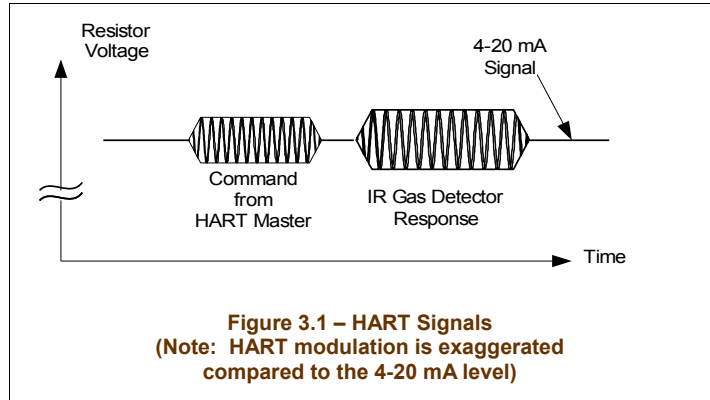 Resistor
Voltage
4-20 mA
Signal
Command
from
HART Master
IR Gas Detector
Response
Time
Figure 3.1 – HART Signals
(Note:  HART modulation is exaggerated
compared to the 4-20 mA level)